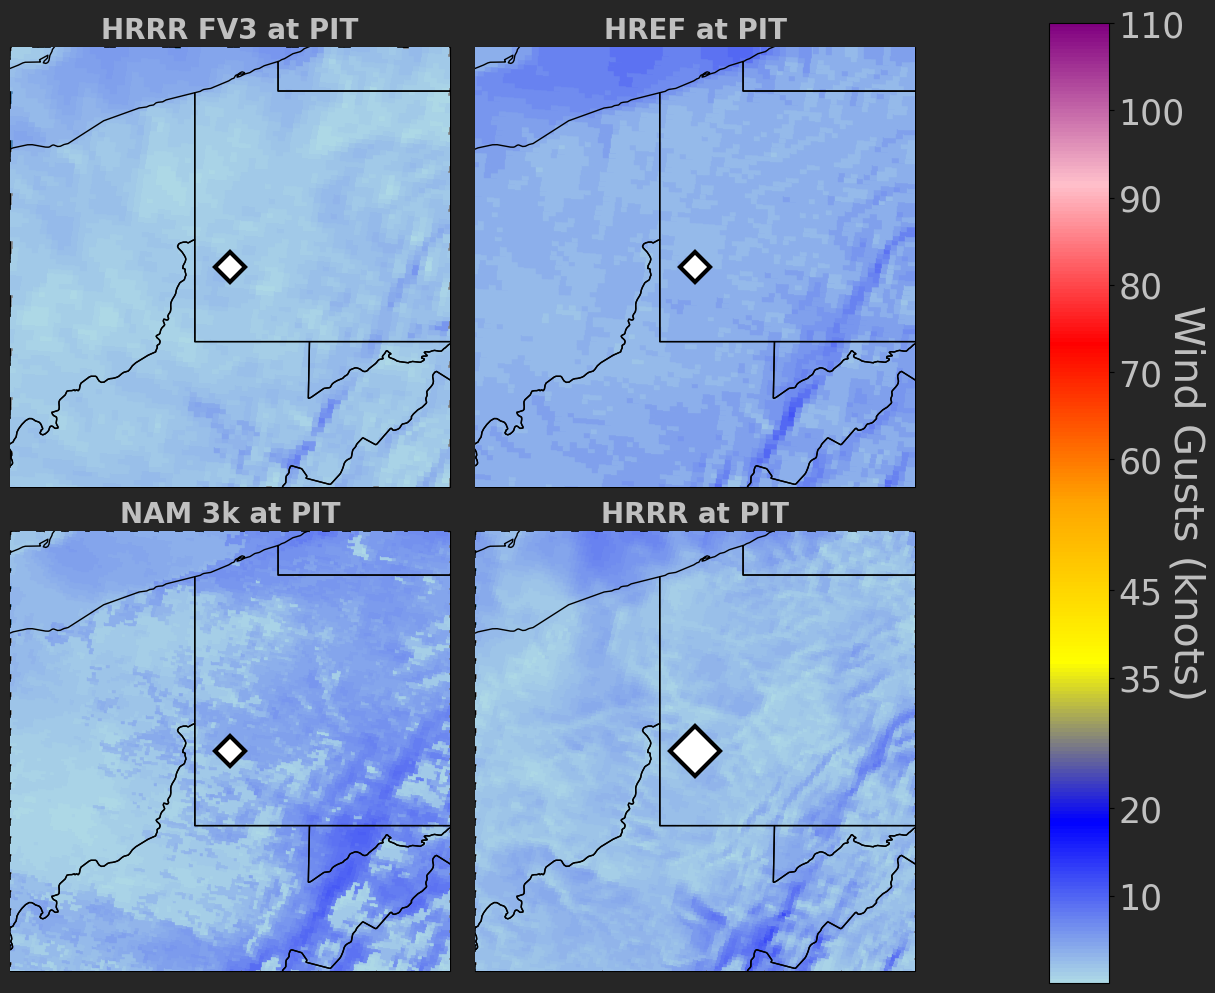 HRRR FV3 at PIT
HREF at PIT
NAM 3k at PIT
HRRR at PIT
110
100
90
80
70
60
45
35
20
10
Wind Gusts (knots)